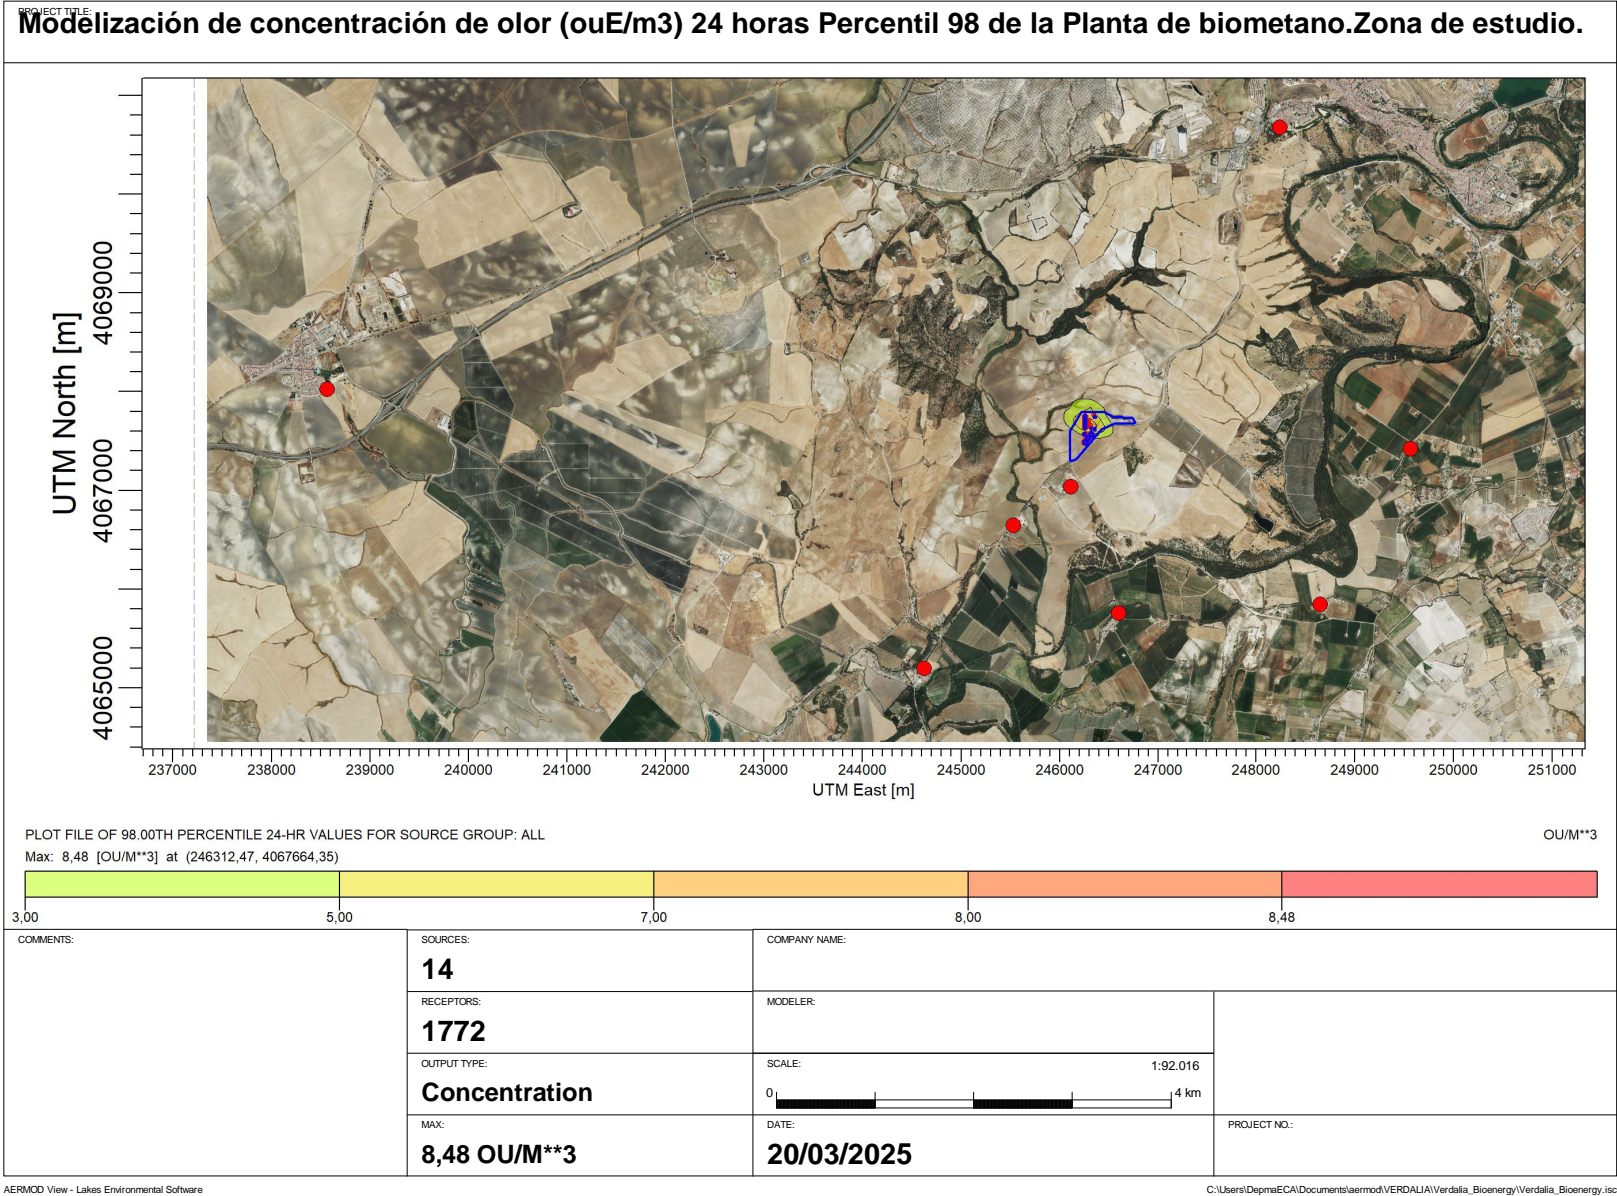 PROJECT TITLE:
Modelización de concentración de olor (ouE/m3) 24 horas Percentil 98 de la Planta de biometano.Zona de estudio.
UTM North [m]
4069000
4067000
4065000
237000 238000 239000 240000 241000 242000 243000 244000 245000 246000 247000 248000 249000 250000 251000
UTM East [m]
PLOT FILE OF 98.00TH PERCENTILE 24-HR VALUES FOR SOURCE GROUP: ALL OU/M**3
Max: 8,48 [OU/M**3] at (246312,47, 4067664,35)
3,00 5,00 7,00 8,00 8,48
COMMENTS:
SOURCES:
14
COMPANY NAME:
RECEPTORS:
1772
MODELER:
OUTPUT TYPE:
Concentration
SCALE: 1:92.016
0 4 km
MAX:
8,48 OU/M**3
DATE:
20/03/2025
PROJECT NO.:
AERMOD View - Lakes Environmental Software C:\Users\DepmaECA\Documents\aermod\VERDALIA\Verdalia_Bioenergy\Verdalia_Bioenergy.isc